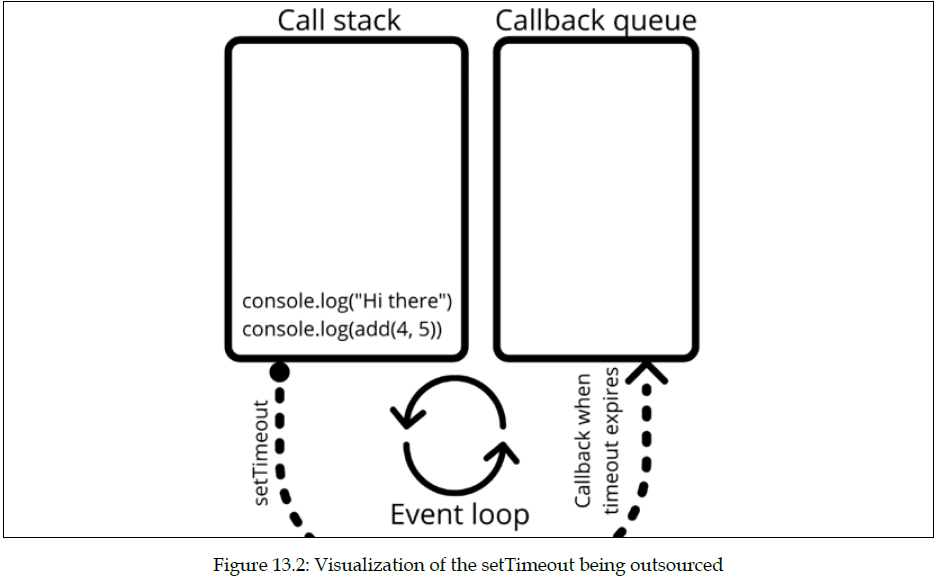 Call stack
Callback queue
console.log("Hi there")
console.log(add(4, 5))
setTimeout
Callback when
timeout expires
Event loop
Figure 13.2: Visualization of the setTimeout being outsourced